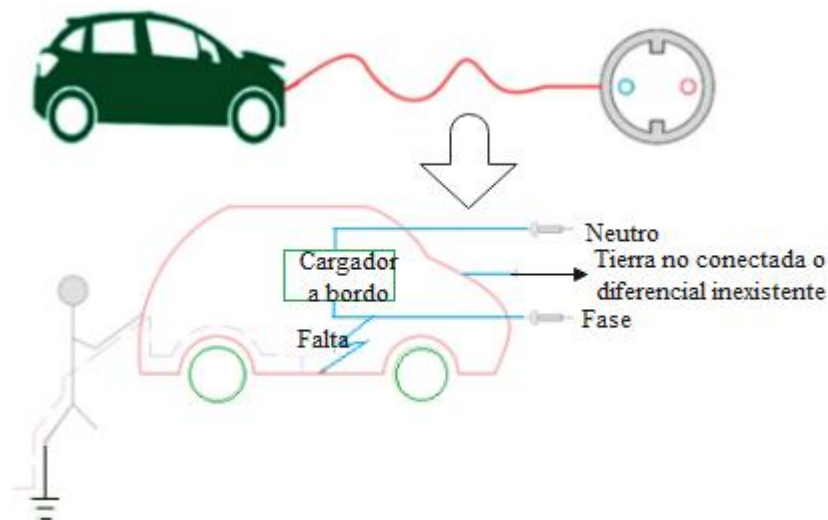 Neutro
Cargador
a bordo
Tierra no conectada o
diferencial inexistente
Fase
Falta